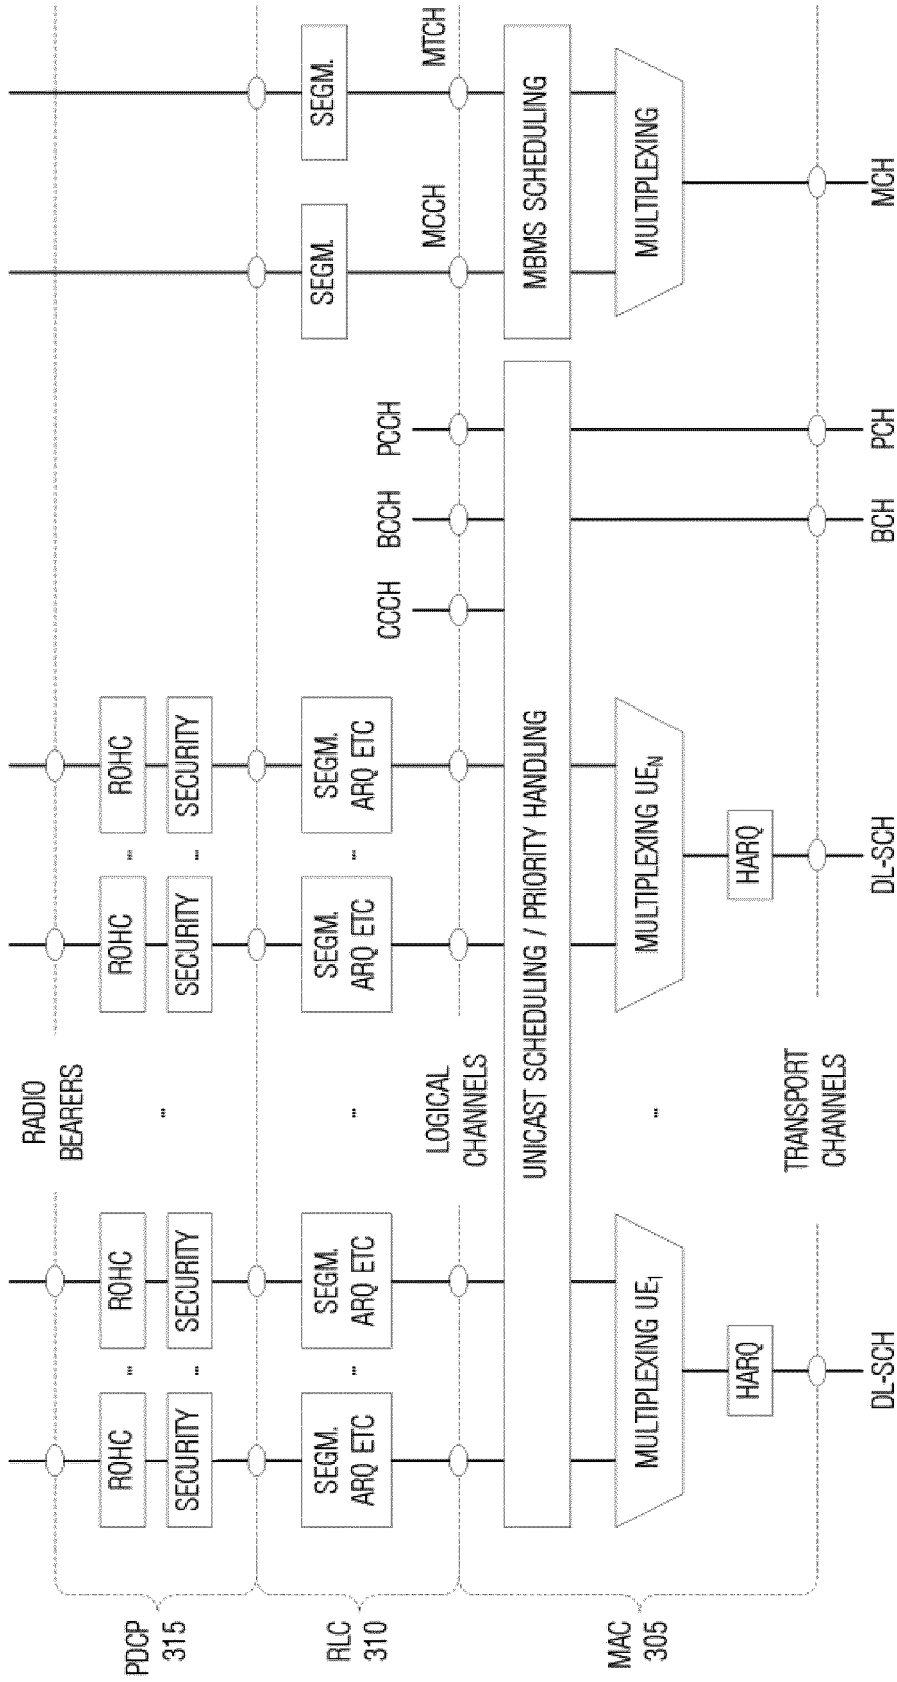 RADIO
BEARERS
PDCP
315
ROHC
...
ROHC
ROHC
...
ROHC
...
SECURITY
...
SECURITY
SECURITY
...
SECURITY
RLC
310
SEGM.
ARQ ETC
...
SEGM.
ARQ ETC
...
SEGM.
ARQ ETC
...
SEGM.
ARQ ETC
SEGM.
SEGM.
LOGICAL
CHANNELS
CCCH
BCCH
PCCH
MCCH
MTCH
MAC
305
UNICAST SCHEDULING / PRIORITY HANDLING
MBMS SCHEDULING
MULTIPLEXING UE1
...
MULTIPLEXING UEN
MULTIPLEXING
HARQ
HARQ
TRANSPORT
CHANNELS
DL-SCH
DL-SCH
BCH
PCH
MCH